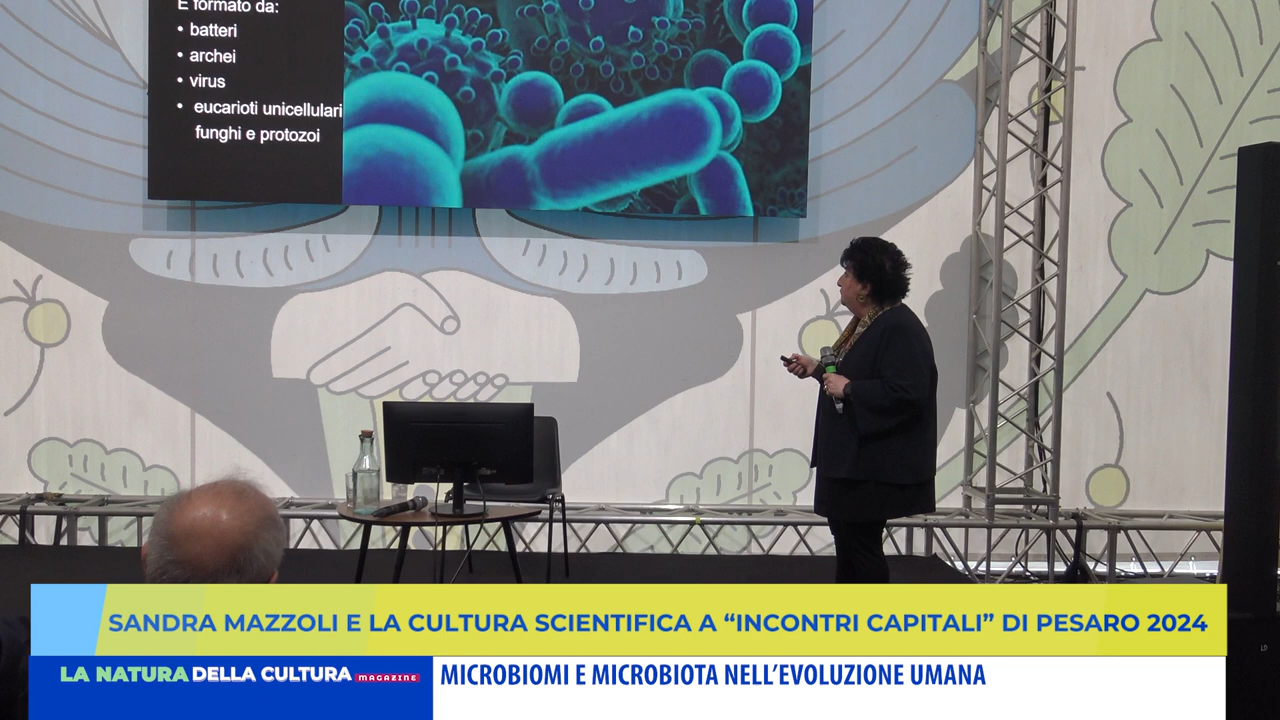 È formato da:
• batteri
• archei
• virus
• eucarioti unicellulari
funghi e protozoi
SANDRA MAZZOLI E LA CULTURA SCIENTIFICA A “INCONTRI CAPITALI” DI PESARO 2024
LA NATURA DELLA CULTURA MAGAZINE
MICROBIOMI E MICROBIOTA NELL’EVOLUZIONE UMANA